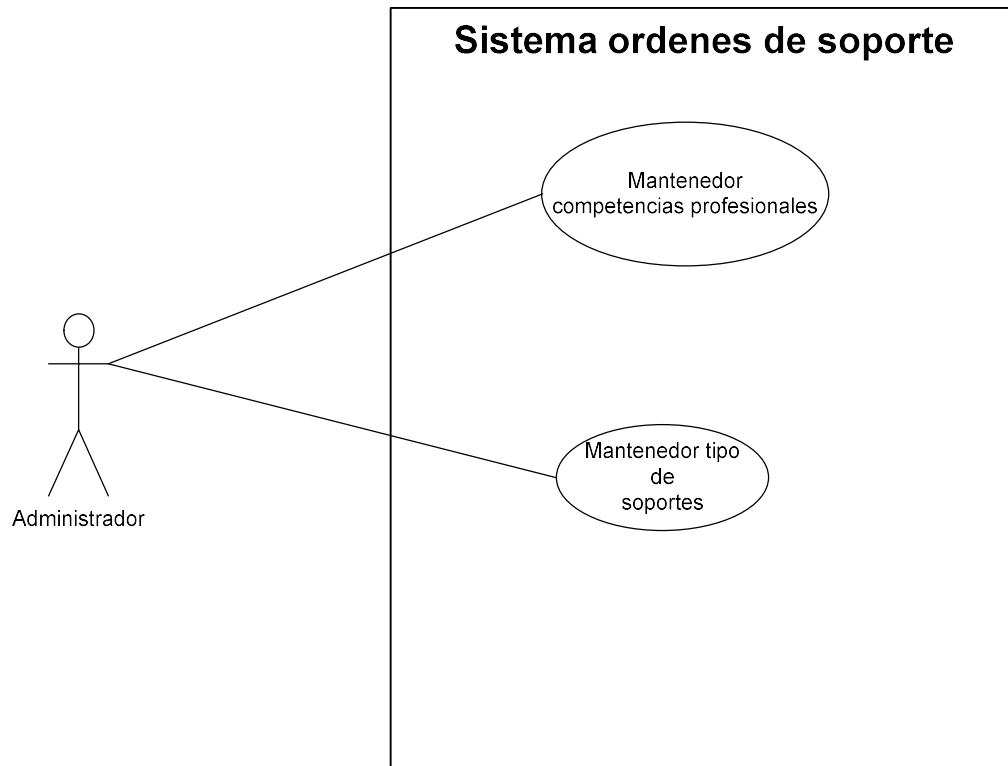 Sistema ordenes de soporte
Mantenedor
competencias profesionales
Mantenedor tipo
de
soportes
Administrador